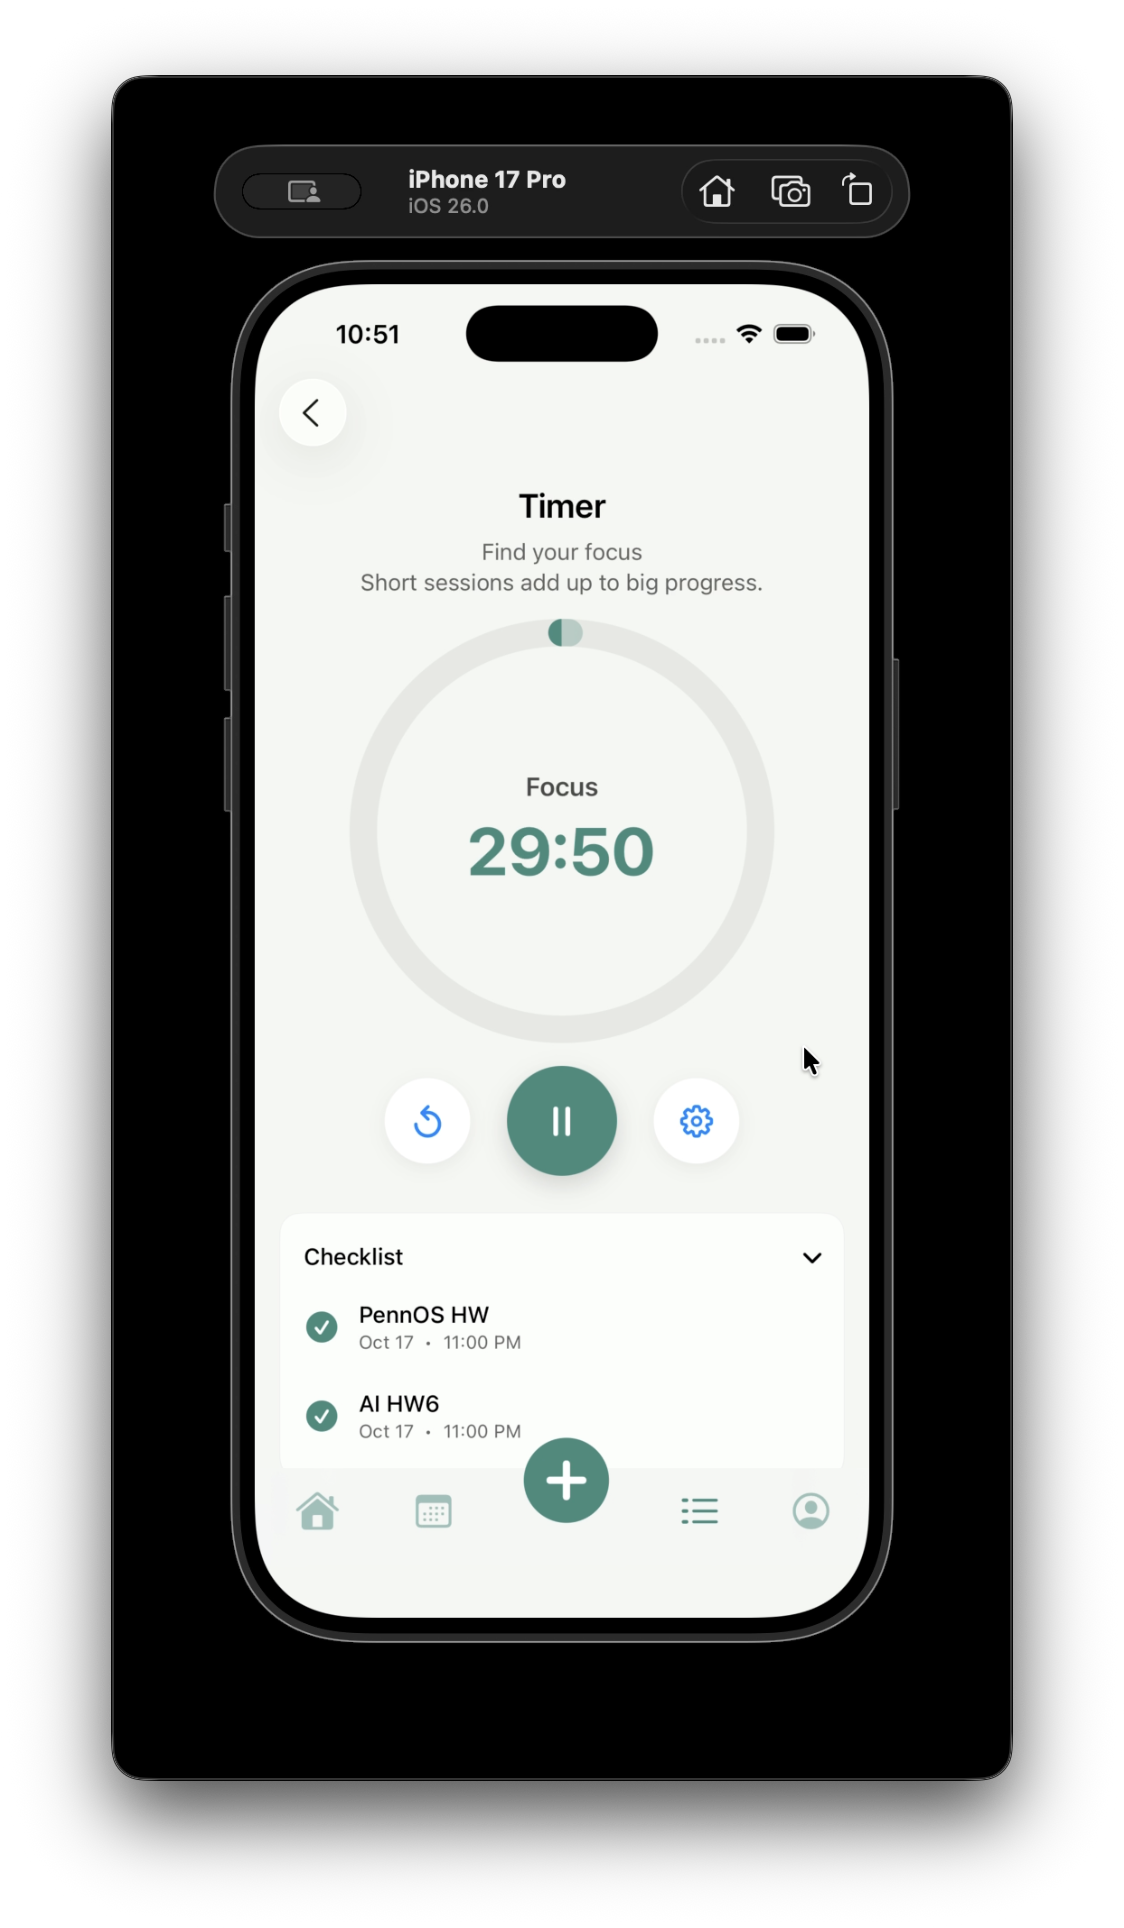 iPhone 17 Pro
iOS 26.0
10:51
Timer
Find your focus
Short sessions add up to big progress.
Focus
29:50
Checklist
PennOS HW
Oct 17 • 11:00 PM
AI HW6
Oct 17 • 11:00 PM